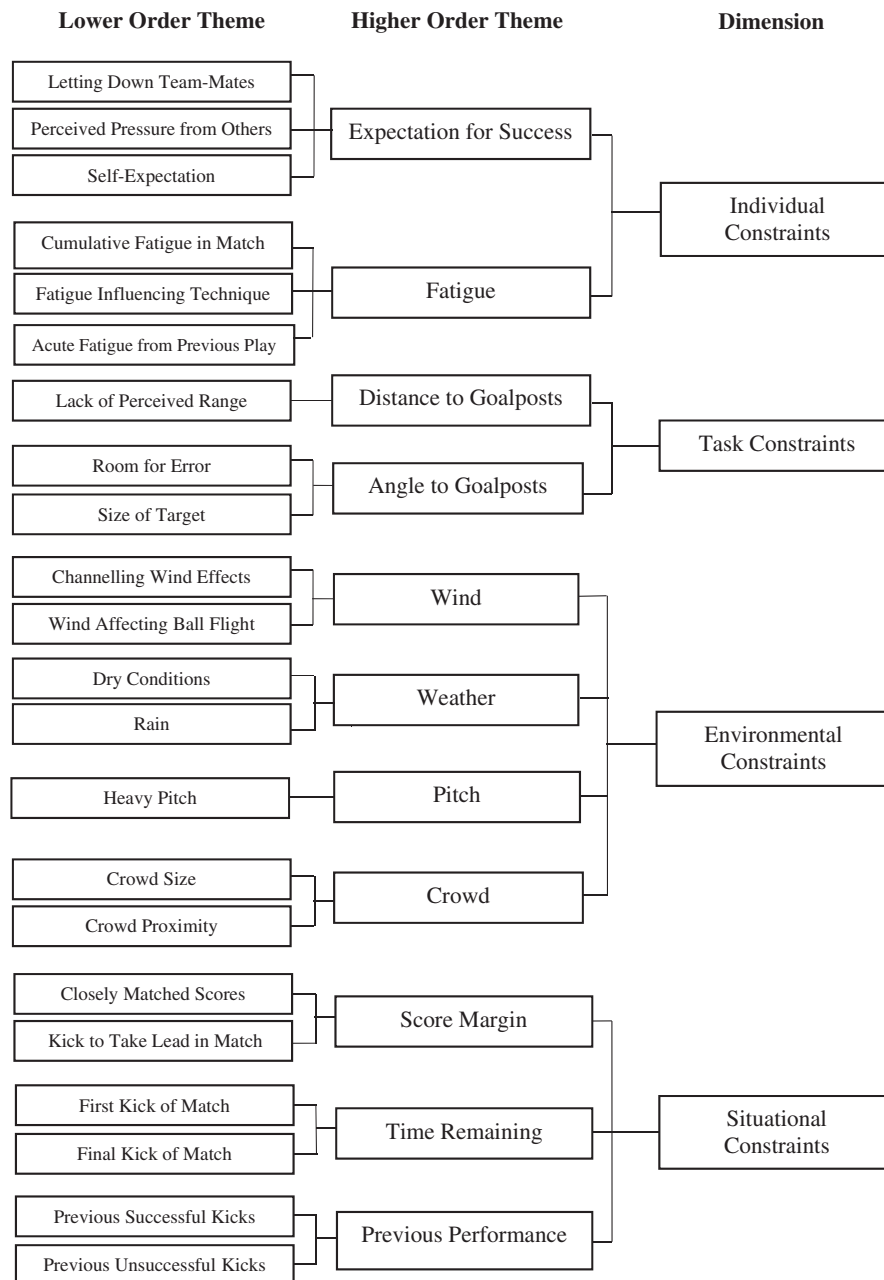 Lower Order Theme
Higher Order Theme
Dimension
Letting Down Team-Mates
Perceived Pressure from Others
Self-Expectation
Expectation for Success
Cumulative Fatigue in Match
Fatigue Influencing Technique
Acute Fatigue from Previous Play
Fatigue
Individual
Constraints
Lack of Perceived Range
Distance to Goalposts
Room for Error
Size of Target
Angle to Goalposts
Task Constraints
Channelling Wind Effects
Wind Affecting Ball Flight
Wind
Dry Conditions
Rain
Weather
Heavy Pitch
Pitch
Crowd Size
Crowd Proximity
Crowd
Environmental
Constraints
Closely Matched Scores
Kick to Take Lead in Match
Score Margin
First Kick of Match
Final Kick of Match
Time Remaining
Previous Successful Kicks
Previous Unsuccessful Kicks
Previous Performance
Situational
Constraints